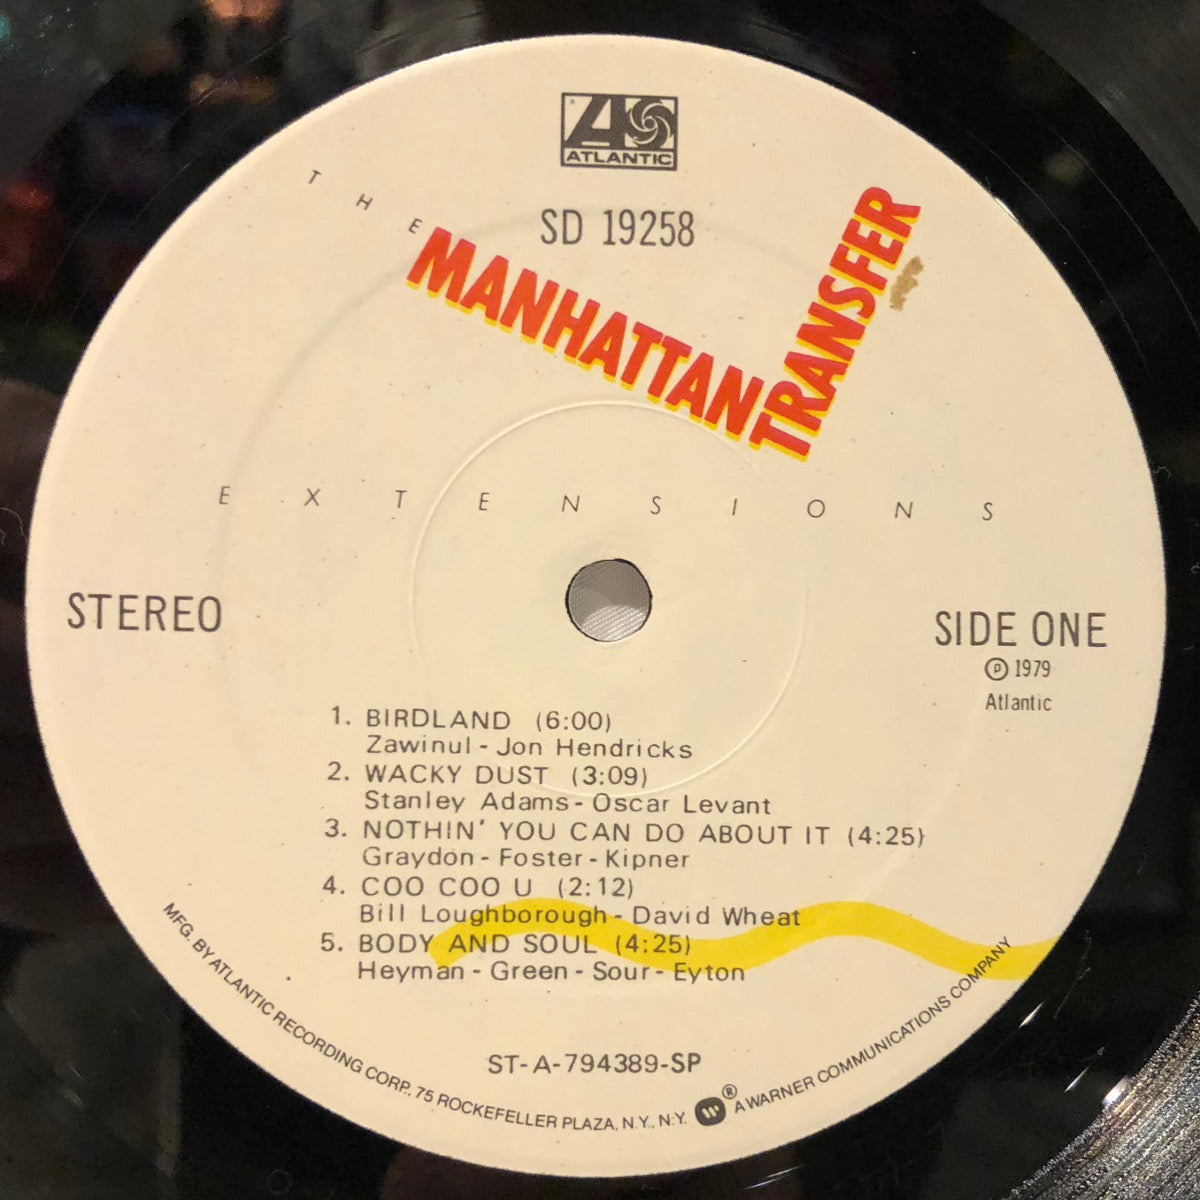 ATLANTIC
SD 19258
THE
MANHATTAN
TRANSFER
EXTENSIONS
STEREO
SIDE ONE
℗ 1979
Atlantic
1. BIRDLAND (6:00)
Zawinul - Jon Hendricks
2. WACKY DUST (3:09)
Stanley Adams - Oscar Levant
3. NOTHIN' YOU CAN DO ABOUT IT (4:25)
Graydon - Foster - Kipner
4. COO COO U (2:12)
Bill Loughborough - David Wheat
5. BODY AND SOUL (4:25)
Heyman - Green - Sour - Eyton
ST-A-794389-SP
MFG. BY ATLANTIC RECORDING CORP., 75 ROCKEFELLER PLAZA, N.Y., N.Y. ® A WARNER COMMUNICATIONS COMPANY